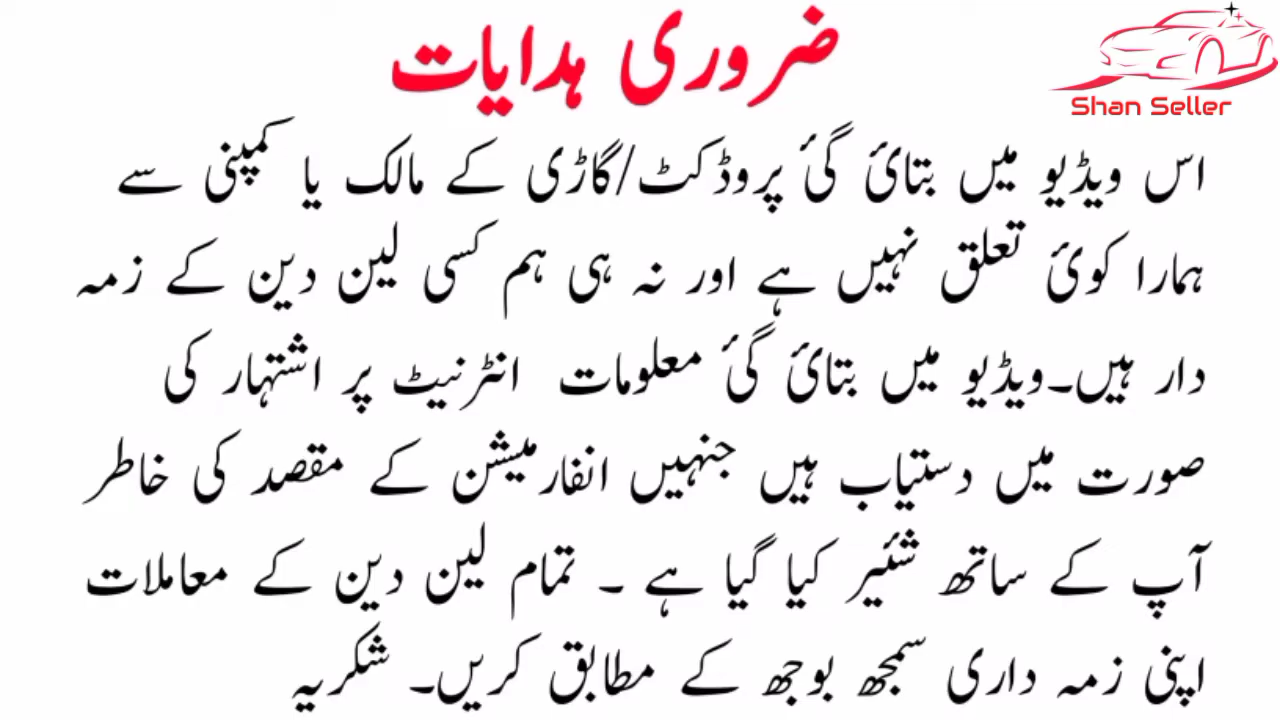 ضروری ہدایات
Shan Seller
اس ویڈیو میں بتائ گئ پروڈکٹ/گاڑی کے مالک یا کمپنی سے
ہمارا کوئ تعلق نہیں ہے اور نہ ہی ہم کسی لین دین کے زمہ
دار ہیں۔ویڈیو میں بتائ گئ معلومات انٹرنیٹ پر اشتہار کی
صورت میں دستیاب ہیں جنہیں انفارمیشن کے مقصد کی خاطر
آپ کے ساتھ شئیر کیا گیا ہے ۔ تمام لین دین کے معاملات
اپنی زمہ داری سمجھ بوجھ کے مطابق کریں۔ شکریہ